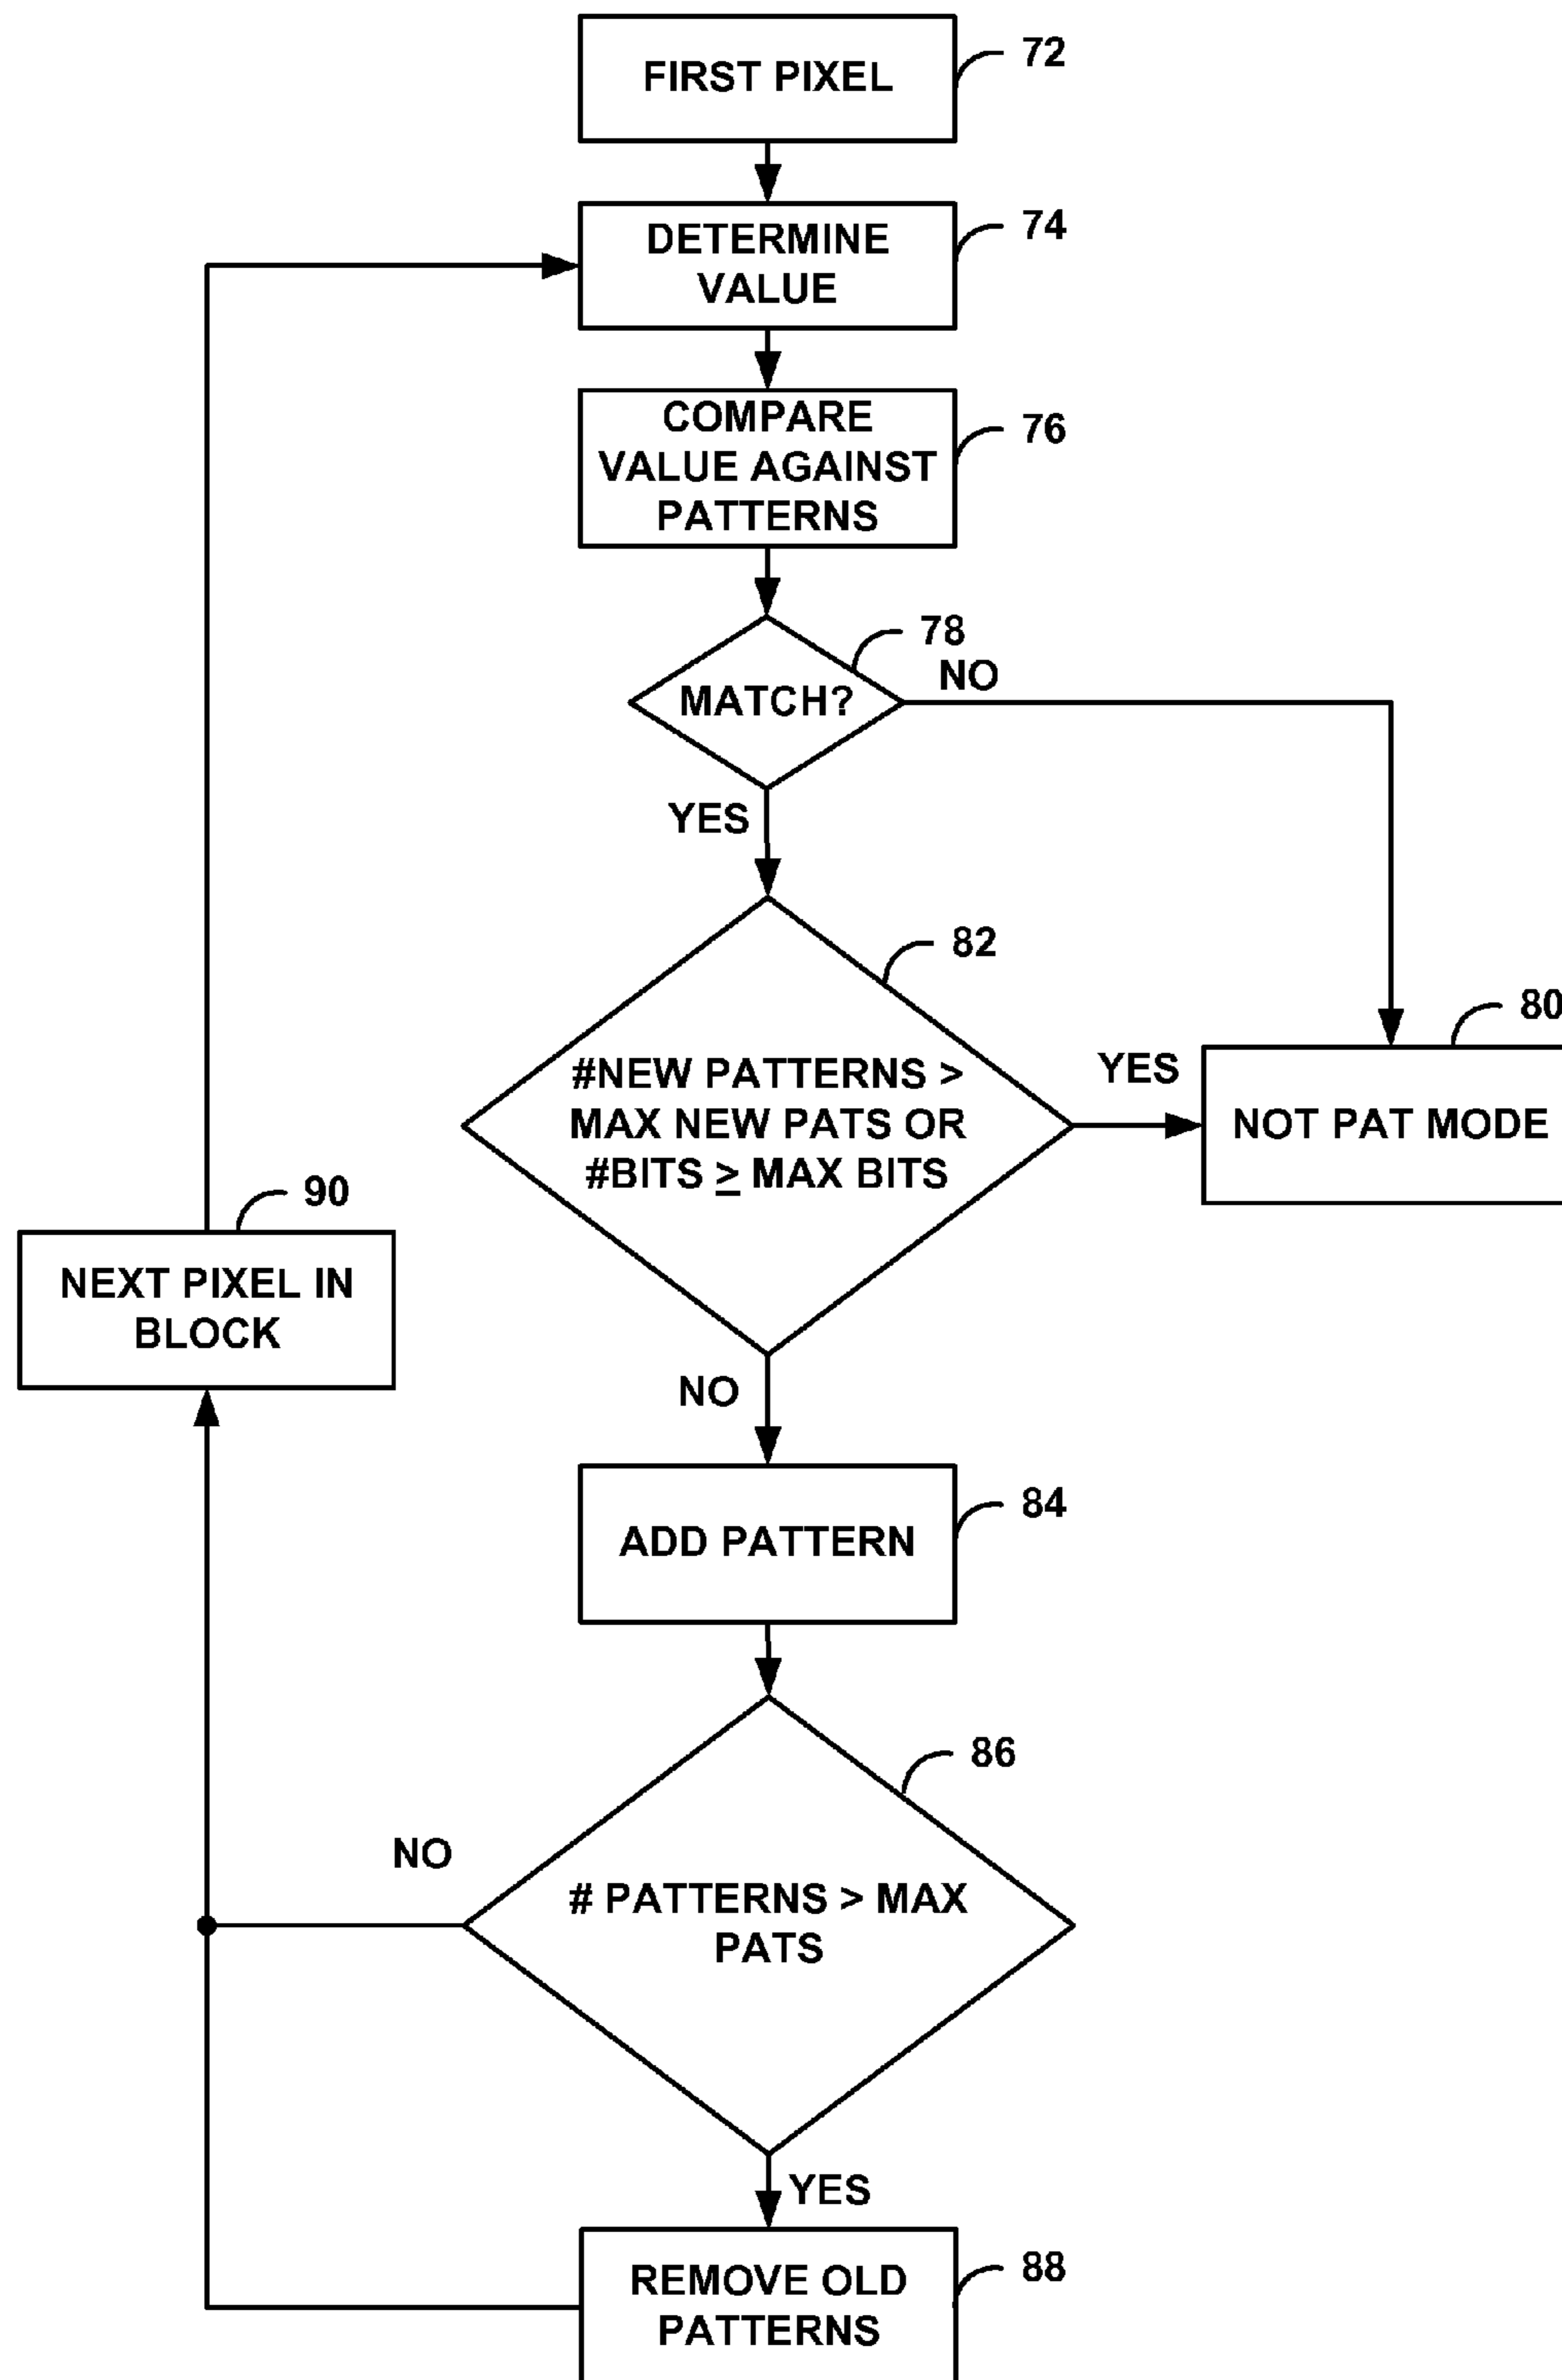 FIRST PIXEL
72
DETERMINE
VALUE
74
COMPARE
VALUE AGAINST
PATTERNS
76
78
MATCH?
NO
YES
82
#NEW PATTERNS >
MAX NEW PATS OR
#BITS ≥ MAX BITS
YES
80
NOT PAT MODE
90
NEXT PIXEL IN
BLOCK
NO
ADD PATTERN
84
86
NO
# PATTERNS > MAX
PATS
YES
REMOVE OLD
PATTERNS
88